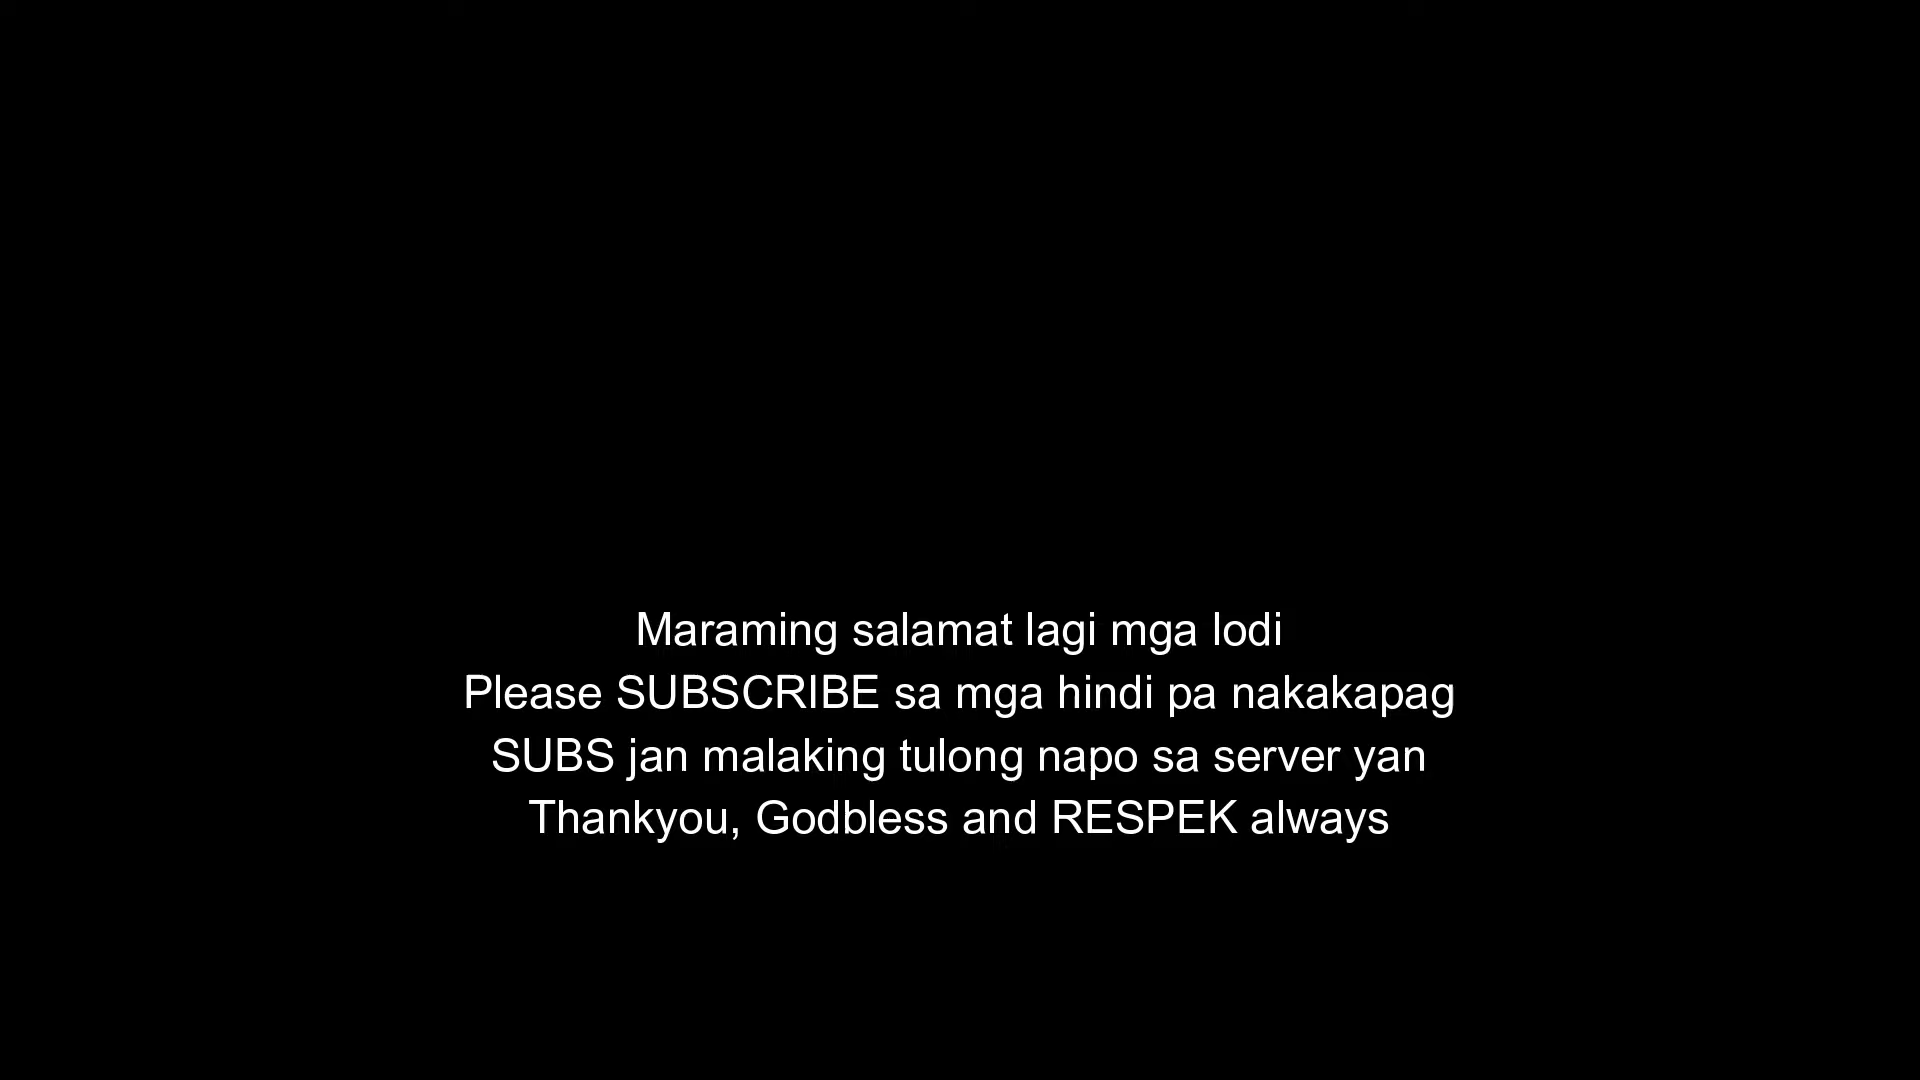 Maraming salamat lagi mga lodi
Please SUBSCRIBE sa mga hindi pa nakakapag
SUBS jan malaking tulong napo sa server yan
Thankyou, Godbless and RESPEK always